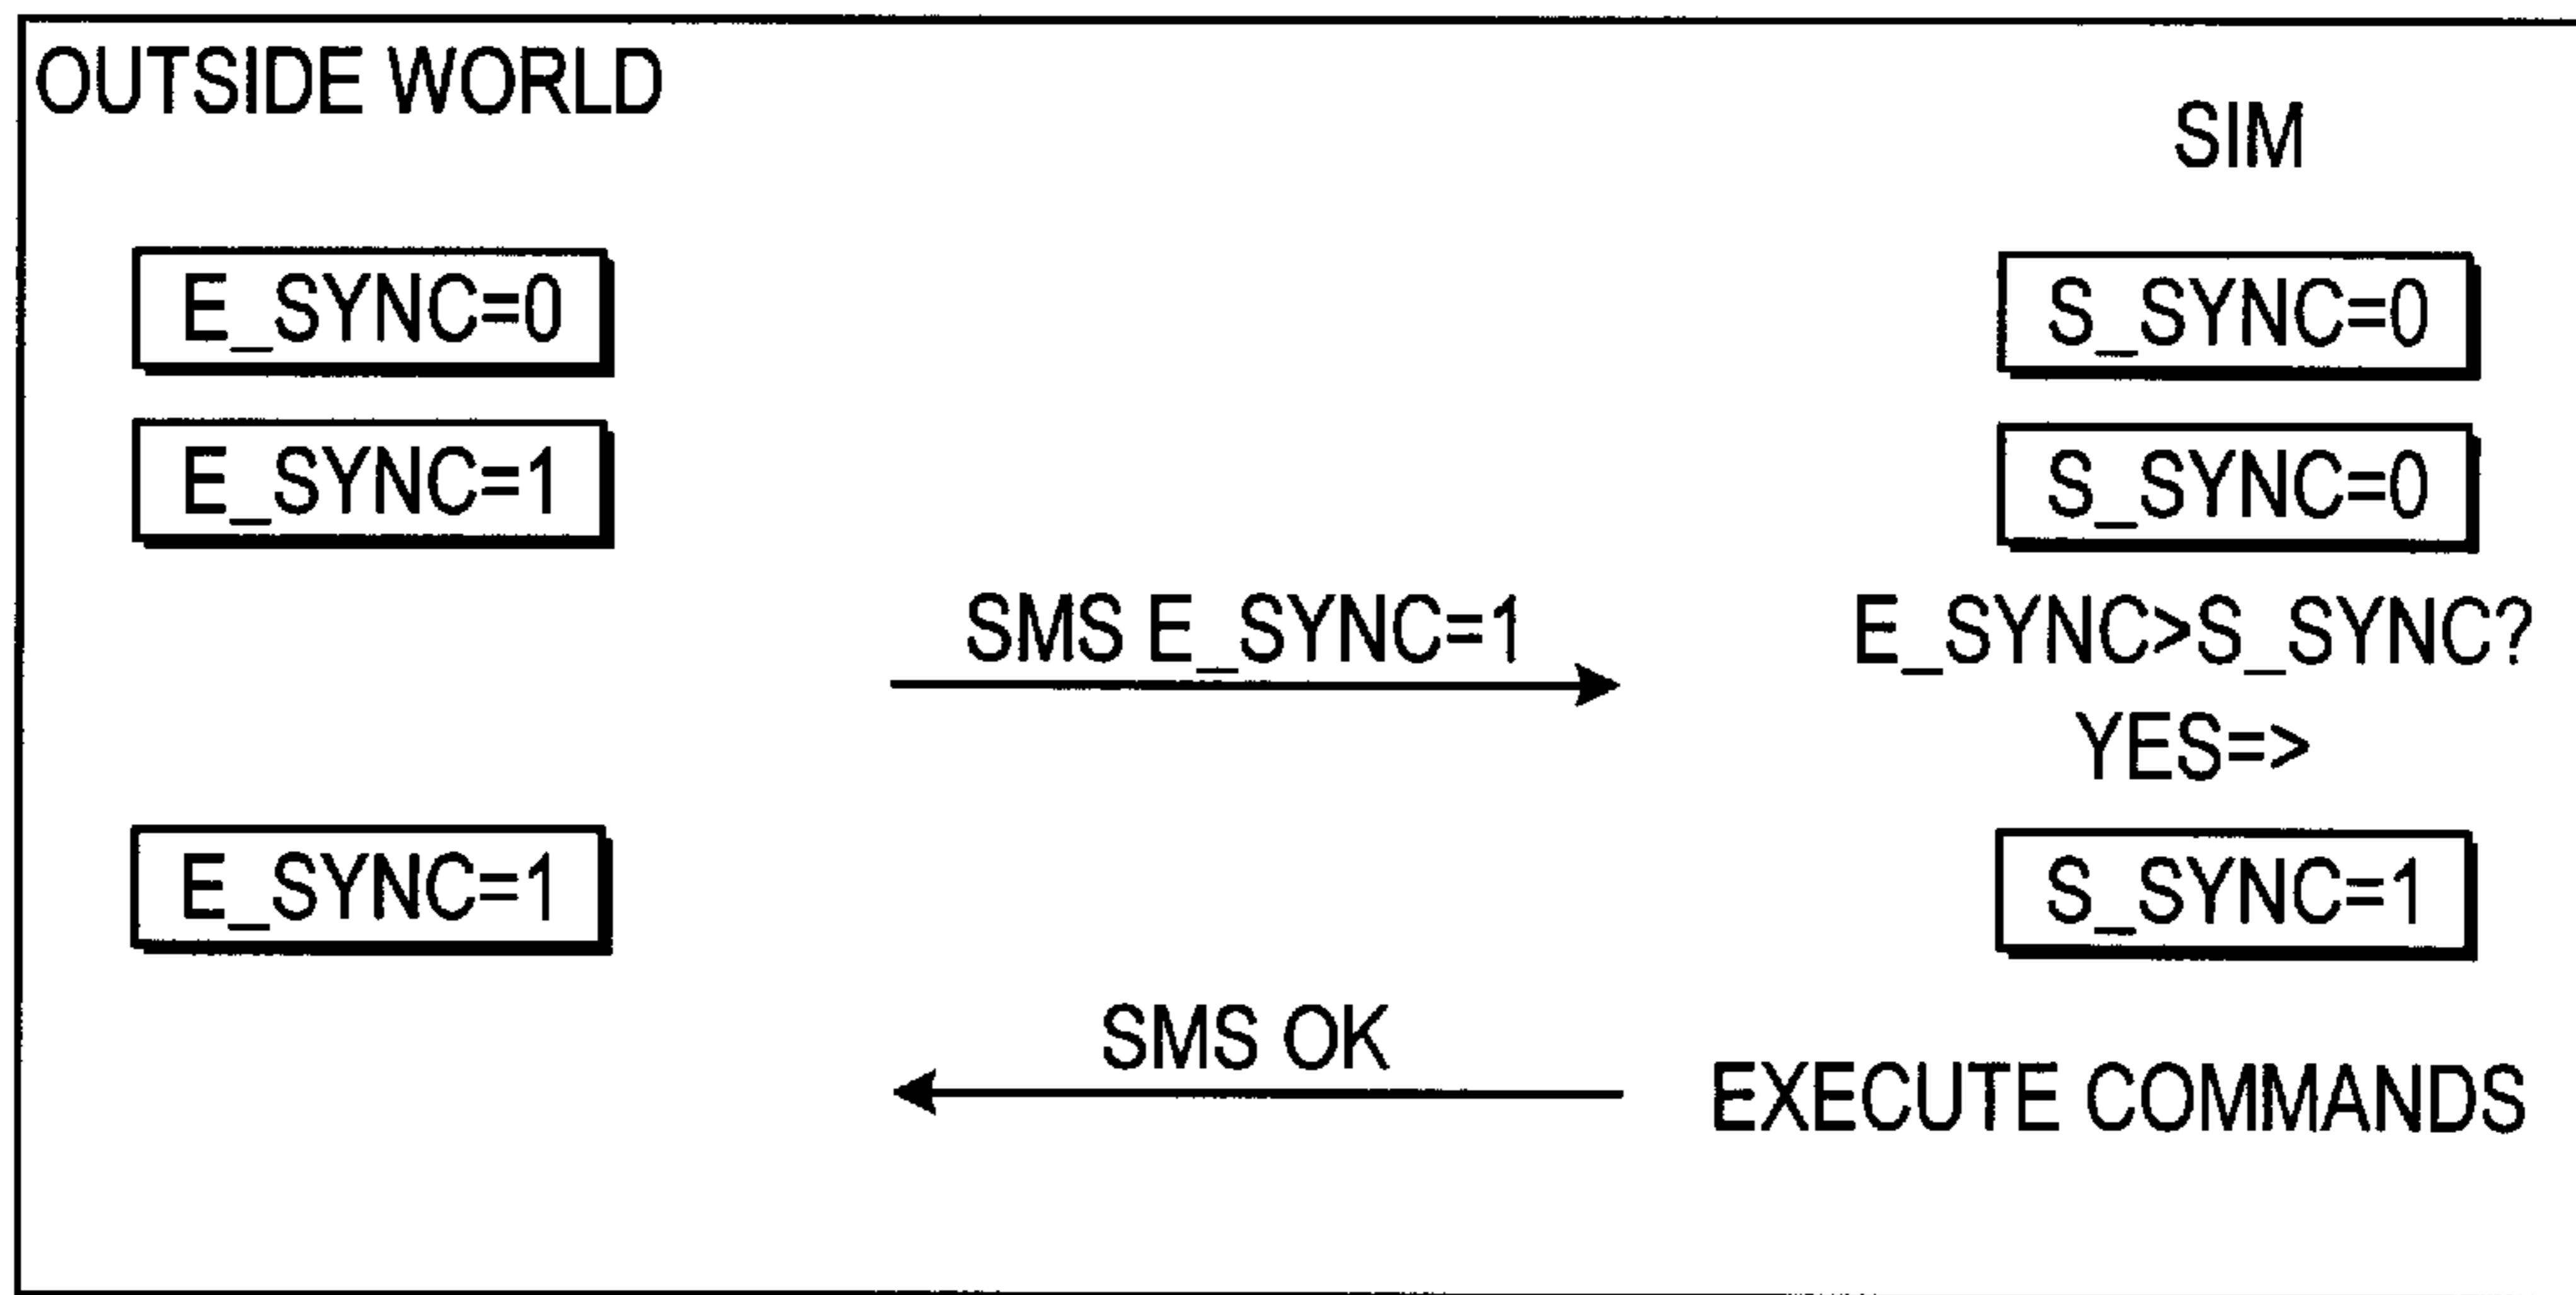 OUTSIDE WORLD
SIM
E_SYNC=0
S_SYNC=0
E_SYNC=1
S_SYNC=0
SMS E_SYNC=1
E_SYNC>S_SYNC?
YES=>
E_SYNC=1
S_SYNC=1
SMS OK
EXECUTE COMMANDS